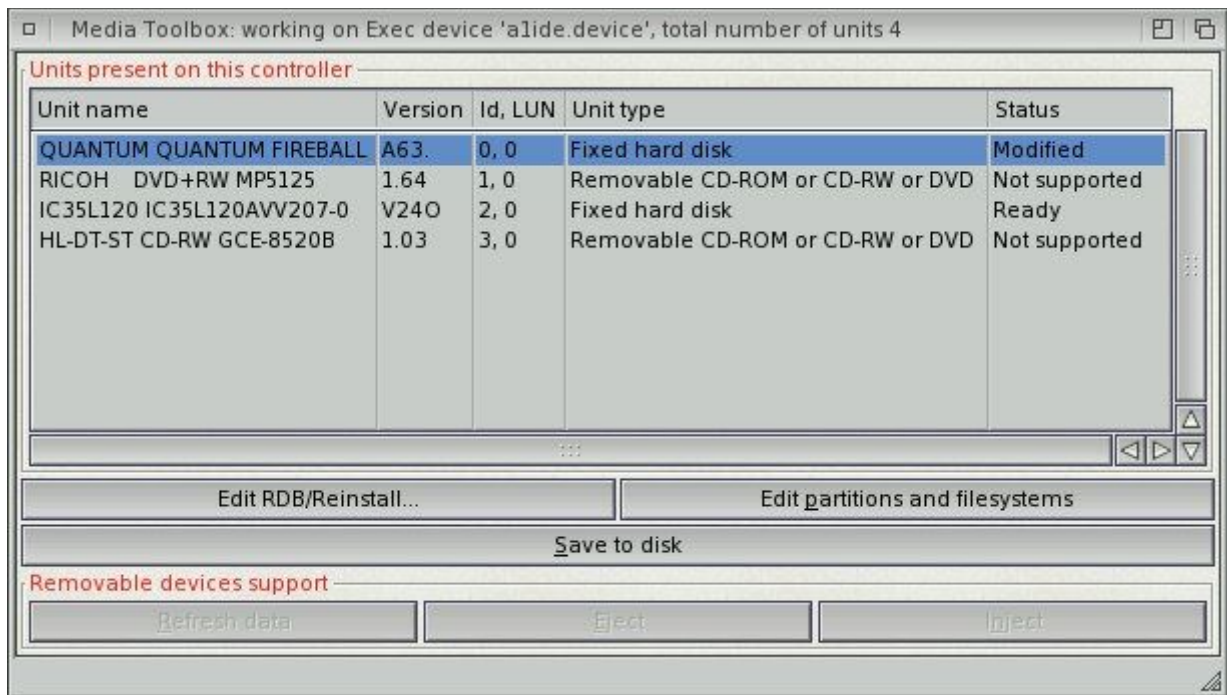 Media Toolbox: working on Exec device 'a1ide.device', total number of units 4
Units present on this controller
Unit name Version Id, LUN Unit type Status
QUANTUM QUANTUM FIREBALL A63. 0, 0 Fixed hard disk Modified
RICOH DVD+RW MP5125 1.64 1, 0 Removable CD-ROM or CD-RW or DVD Not supported
IC35L120 IC35L120AVV207-0 V24O 2, 0 Fixed hard disk Ready
HL-DT-ST CD-RW GCE-8520B 1.03 3, 0 Removable CD-ROM or CD-RW or DVD Not supported
Edit RDB/Reinstall... Edit partitions and filesystems
Save to disk
Removable devices support
Refresh data Eject Inject